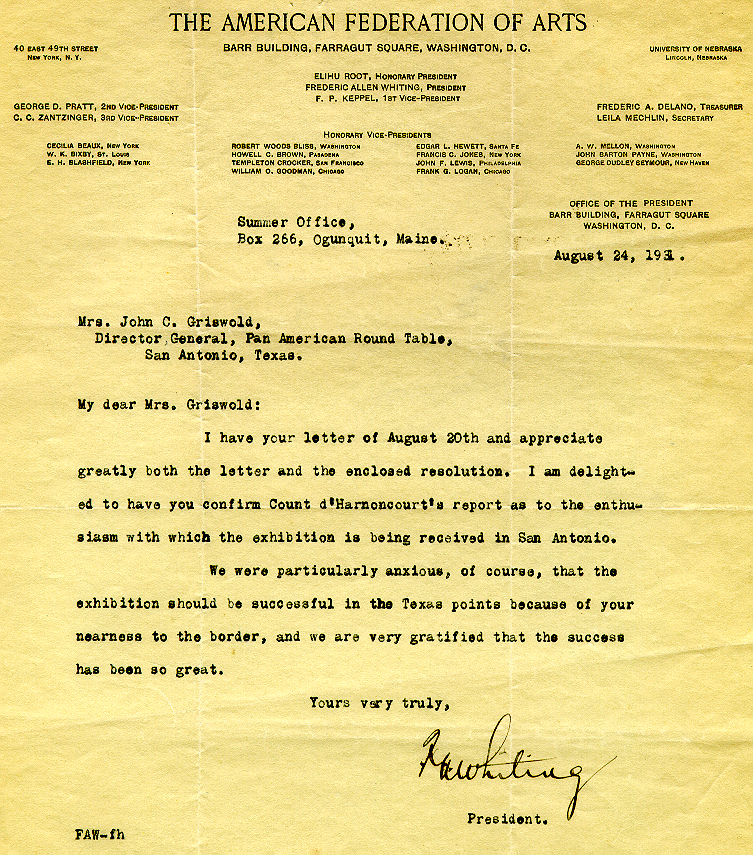 THE AMERICAN FEDERATION OF ARTS
40 EAST 49TH STREET
NEW YORK, N. Y.
BARR BUILDING, FARRAGUT SQUARE, WASHINGTON, D. C.
UNIVERSITY OF NEBRASKA
LINCOLN, NEBRASKA
ELIHU ROOT, HONORARY PRESIDENT
FREDERIC ALLEN WHITING, PRESIDENT
F. P. KEPPEL, 1ST VICE-PRESIDENT
GEORGE D. PRATT, 2ND VICE-PRESIDENT
C. C. ZANTZINGER, 3RD VICE-PRESIDENT
FREDERIC A. DELANO, TREASURER
LEILA MECHLIN, SECRETARY
HONORARY VICE-PRESIDENTS
CECILIA BEAUX, NEW YORK
W. K. BIXBY, ST. LOUIS
E. H. BLASHFIELD, NEW YORK
ROBERT WOODS BLISS, WASHINGTON
HOWELL C. BROWN, PASADENA
TEMPLETON CROCKER, SAN FRANCISCO
WILLIAM O. GOODMAN, CHICAGO
EDGAR L. HEWETT, SANTA FE
FRANCIS C. JONES, NEW YORK
JOHN F. LEWIS, PHILADELPHIA
FRANK G. LOGAN, CHICAGO
A. W. MELLON, WASHINGTON
JOHN BARTON PAYNE, WASHINGTON
GEORGE DUDLEY SEYMOUR, NEW HAVEN
OFFICE OF THE PRESIDENT
BARR BUILDING, FARRAGUT SQUARE
WASHINGTON, D. C.
Summer Office,
Box 266, Ogunquit, Maine.
August 24, 1931.
Mrs. John C. Griswold,
Director General, Pan American Round Table,
San Antonio, Texas.
My dear Mrs. Griswold:
I have your letter of August 20th and appreciate
greatly both the letter and the enclosed resolution. I am delight-
ed to have you confirm Count d'Harnoncourt's report as to the enthu-
siasm with which the exhibition is being received in San Antonio.
We were particularly anxious, of course, that the
exhibition should be successful in the Texas points because of your
nearness to the border, and we are very gratified that the success
has been so great.
Yours very truly,
F A Whiting
President.
FAW-fh